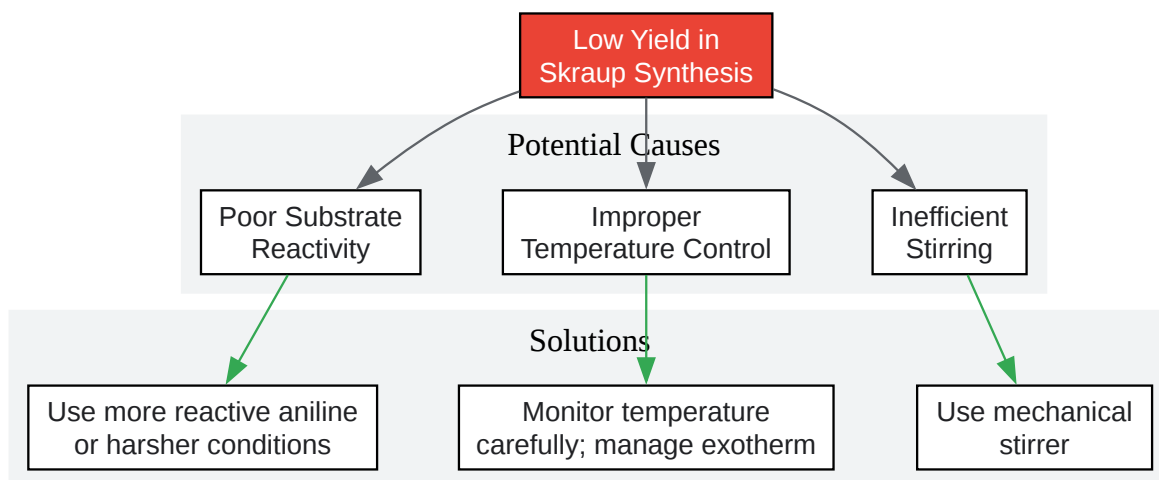 Low Yield in
Skraup Synthesis
Potential Causes
Poor Substrate
Reactivity
Improper
Temperature Control
Inefficient
Stirring
Solutions
Use more reactive aniline
or harsher conditions
Monitor temperature
carefully; manage exotherm
Use mechanical
stirrer